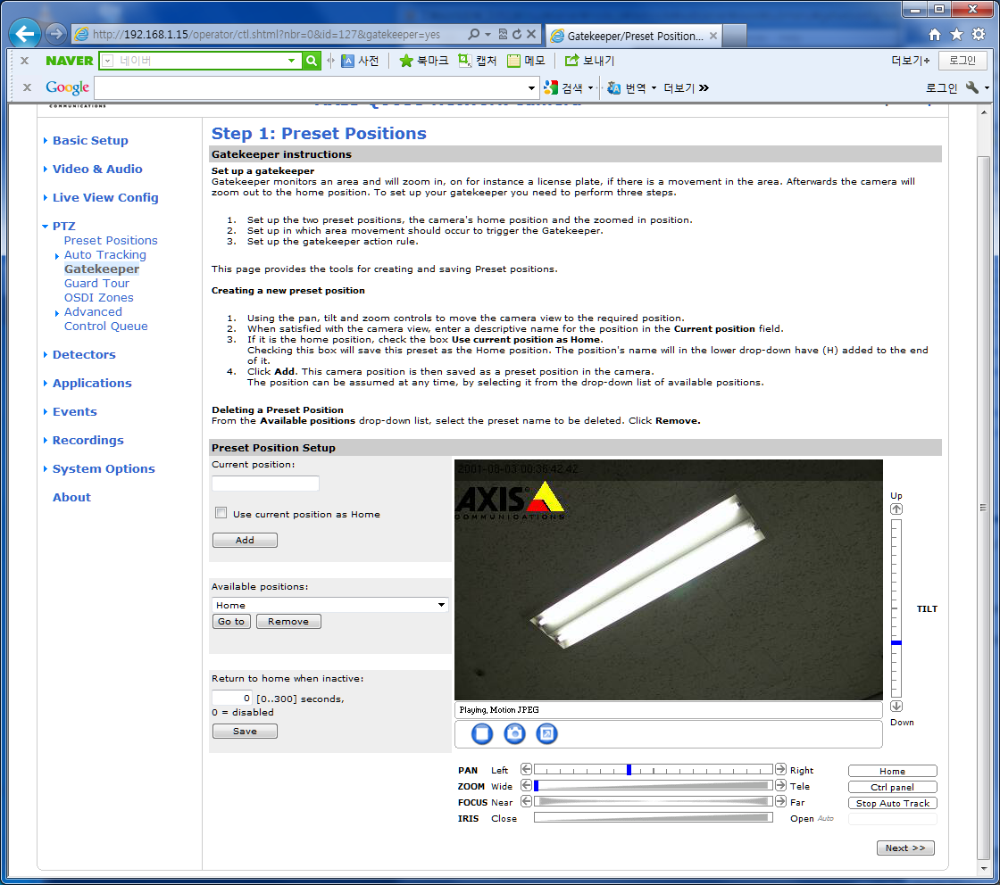 http://192.168.1.15/operator/ctl.shtml?nbr=0&id=127&gatekeeper=yes
Gatekeeper/Preset Position...
x NAVER 네이버 사전 북마크 캡처 메모 보내기 더보기+ 로그인
x Google 검색 번역 더보기 » 로그인
COMMUNICATIONS
Basic Setup
Video & Audio
Live View Config
PTZ
Preset Positions
Auto Tracking
Gatekeeper
Guard Tour
OSDI Zones
Advanced
Control Queue
Detectors
Applications
Events
Recordings
System Options
About
Step 1: Preset Positions
Gatekeeper instructions
Set up a gatekeeper
Gatekeeper monitors an area and will zoom in, on for instance a license plate, if there is a movement in the area. Afterwards the camera will
zoom out to the home position. To set up your gatekeeper you need to perform three steps.
1. Set up the two preset positions, the camera's home position and the zoomed in position.
2. Set up in which area movement should occur to trigger the Gatekeeper.
3. Set up the gatekeeper action rule.
This page provides the tools for creating and saving Preset positions.
Creating a new preset position
1. Using the pan, tilt and zoom controls to move the camera view to the required position.
2. When satisfied with the camera view, enter a descriptive name for the position in the Current position field.
3. If it is the home position, check the box Use current position as Home.
Checking this box will save this preset as the Home position. The position's name will in the lower drop-down have (H) added to the end
of it.
4. Click Add. This camera position is then saved as a preset position in the camera.
The position can be assumed at any time, by selecting it from the drop-down list of available positions.
Deleting a Preset Position
From the Available positions drop-down list, select the preset name to be deleted. Click Remove.
Preset Position Setup
Current position:
Use current position as Home
Add
Available positions:
Home
Go to Remove
Return to home when inactive:
0 [0..300] seconds,
0 = disabled
Save
2001-08-03 00:36:42.42
AXIS
COMMUNICATIONS
Playing, Motion JPEG
Up
TILT
Down
PAN Left Right Home
ZOOM Wide Tele Ctrl panel
FOCUS Near Far Stop Auto Track
IRIS Close Open Auto
Next >>